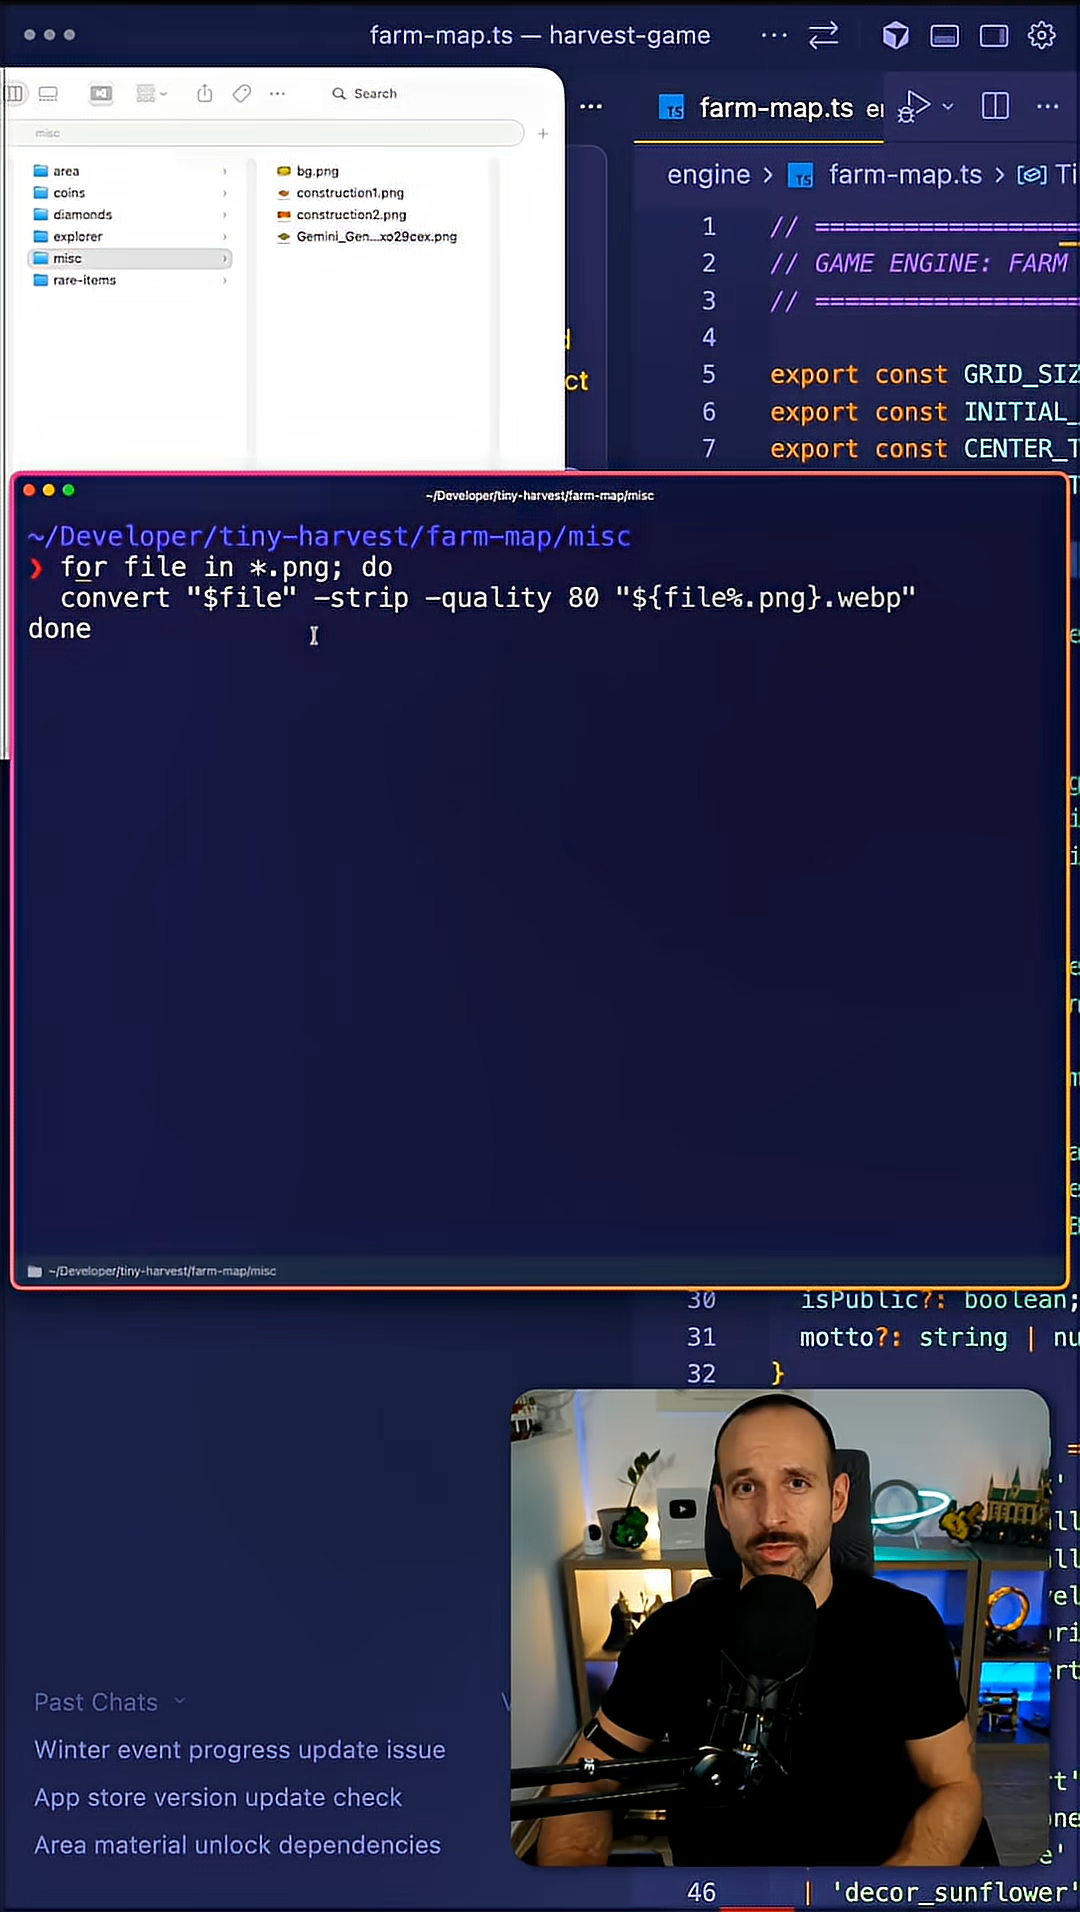 farm-map.ts — harvest-game
Search
misc
area
coins
diamonds
explorer
misc
rare-items
bg.png
construction1.png
construction2.png
Gemini_Gen...xo29cex.png
ct
TS farm-map.ts
engine > TS farm-map.ts >
1 // ==================
2 // GAME ENGINE: FARM
3 // ==================
4
5 export const GRID_SIZ
6 export const INITIAL_
7 export const CENTER_T
~/Developer/tiny-harvest/farm-map/misc
~/Developer/tiny-harvest/farm-map/misc
❯ for file in *.png; do
convert "$file" -strip -quality 80 "${file%.png}.webp"
done
~/Developer/tiny-harvest/farm-map/misc
30 isPublic?: boolean;
31 motto?: string | nu
32 }
Past Chats
Winter event progress update issue
App store version update check
Area material unlock dependencies
46 | 'decor_sunflower'